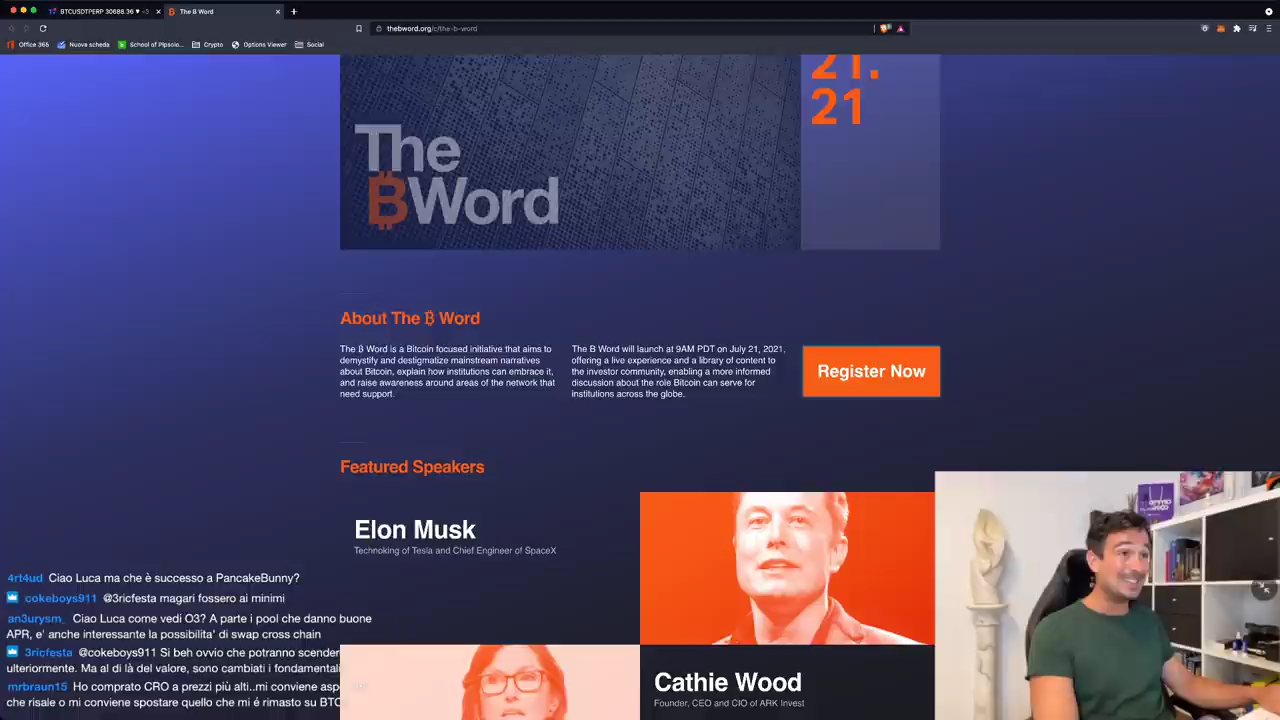 BTCUSDTPERP 30688.36
The B Word
thebword.org/c/the-b-word
Office 365
Nuova scheda
School of Plpsolo...
Crypto
Options Viewer
Social
21.
21
The
₿Word
About The ₿ Word
The ₿ Word is a Bitcoin focused initiative that aims to
demystify and destigmatize mainstream narratives
about Bitcoin, explain how institutions can embrace it,
and raise awareness around areas of the network that
need support.
The B Word will launch at 9AM PDT on July 21, 2021,
offering a live experience and a library of content to
the investor community, enabling a more informed
discussion about the role Bitcoin can serve for
institutions across the globe.
Register Now
Featured Speakers
Elon Musk
Technoking of Tesla and Chief Engineer of SpaceX
Cathie Wood
Founder, CEO and CIO of ARK Invest
4rt4ud Ciao Luca ma che è successo a PancakeBunny?
cokeboys911 @3ricfesta magari fossero ai minimi
an3urysm_ Ciao Luca come vedi O3? A parte i pool che danno buone
APR, e' anche interessante la possibilita' di swap cross chain
3ricfesta @cokeboys911 Si beh ovvio che potranno scendere
ulteriormente. Ma al di là del valore, sono cambiati i fondamentali
mrbraun15 Ho comprato CRO a prezzi più alti..mi conviene asp
che risale o mi conviene spostare quello che mi é rimasto su BTC